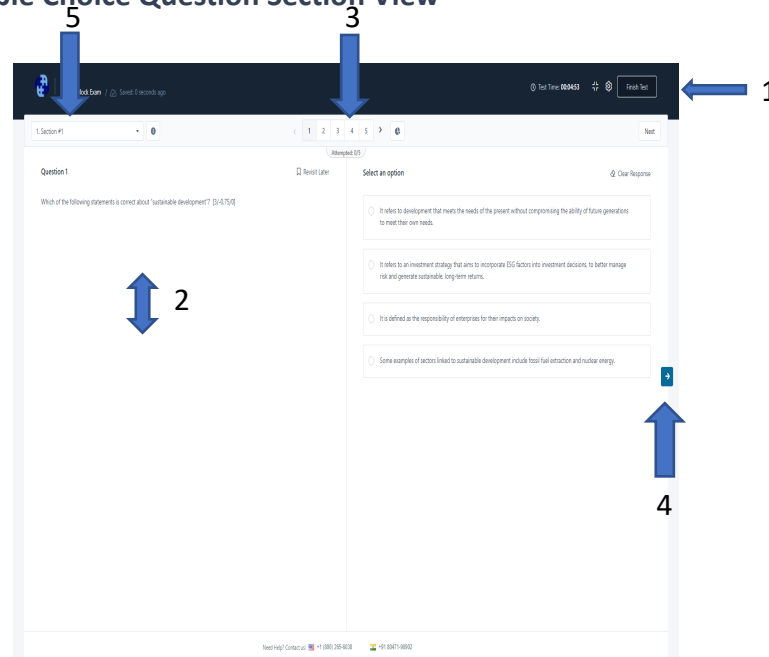 ple Choice Question Section View
5
3
ock Exam / Saved: 0 seconds ago
Test Time: 00:04:53
Finish Test
1
1. Section #1
1 2 3 4 5
Next
Attempted: 0/5
Question 1
Revisit Later
Select an option
Clear Response
Which of the following statements is correct about "sustainable development"? [3/-0.75/0]
It refers to development that meets the needs of the present without compromising the ability of future generations
to meet their own needs.
It refers to an investment strategy that aims to incorporate ESG factors into investment decisions, to better manage
risk and generate sustainable, long-term returns.
2
It is defined as the responsibility of enterprises for their impacts on society.
Some examples of sectors linked to sustainable development include fossil fuel extraction and nuclear energy.
4
Need Help? Contact us: +1 (800) 265-6038 +91 80471-90902